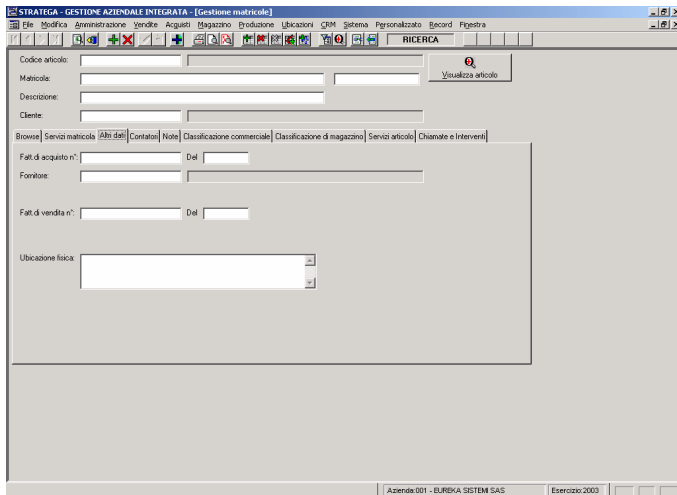 STRATEGA - GESTIONE AZIENDALE INTEGRATA - [Gestione matricole]
File Modifica Amministrazione Vendite Acquisti Magazzino Produzione Ubicazioni CRM Sistema Personalizzato Record Finestra
RICERCA
Codice articolo:
Matricola:
Visualizza articolo
Descrizione:
Cliente:
Browse Servizi matricola Altri dati Contatori Note Classificazione commerciale Classificazione di magazzino Servizi articolo Chiamate e Interventi
Fatt.di acquisto n°: Del
Fornitore:
Fatt.di vendita n°: Del
Ubicazione fisica:
Azienda:001 - EUREKA SISTEMI SAS Esercizio:2003